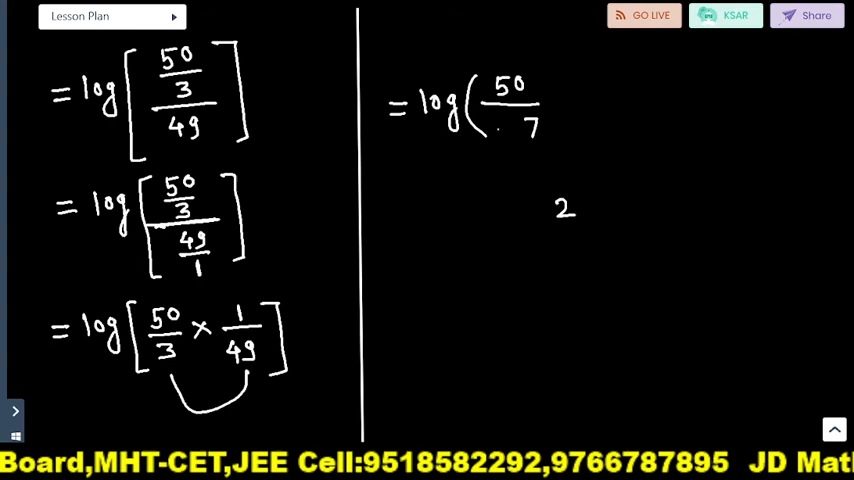 Lesson Plan
GO LIVE
KSAR
Share
= log[(50/3)/49]
= log[(50/3)/(49/1)]
= log[50/3 × 1/49]
= log(50/ 7
2
Board,MHT-CET,JEE Cell:9518582292,9766787895 JD Mat